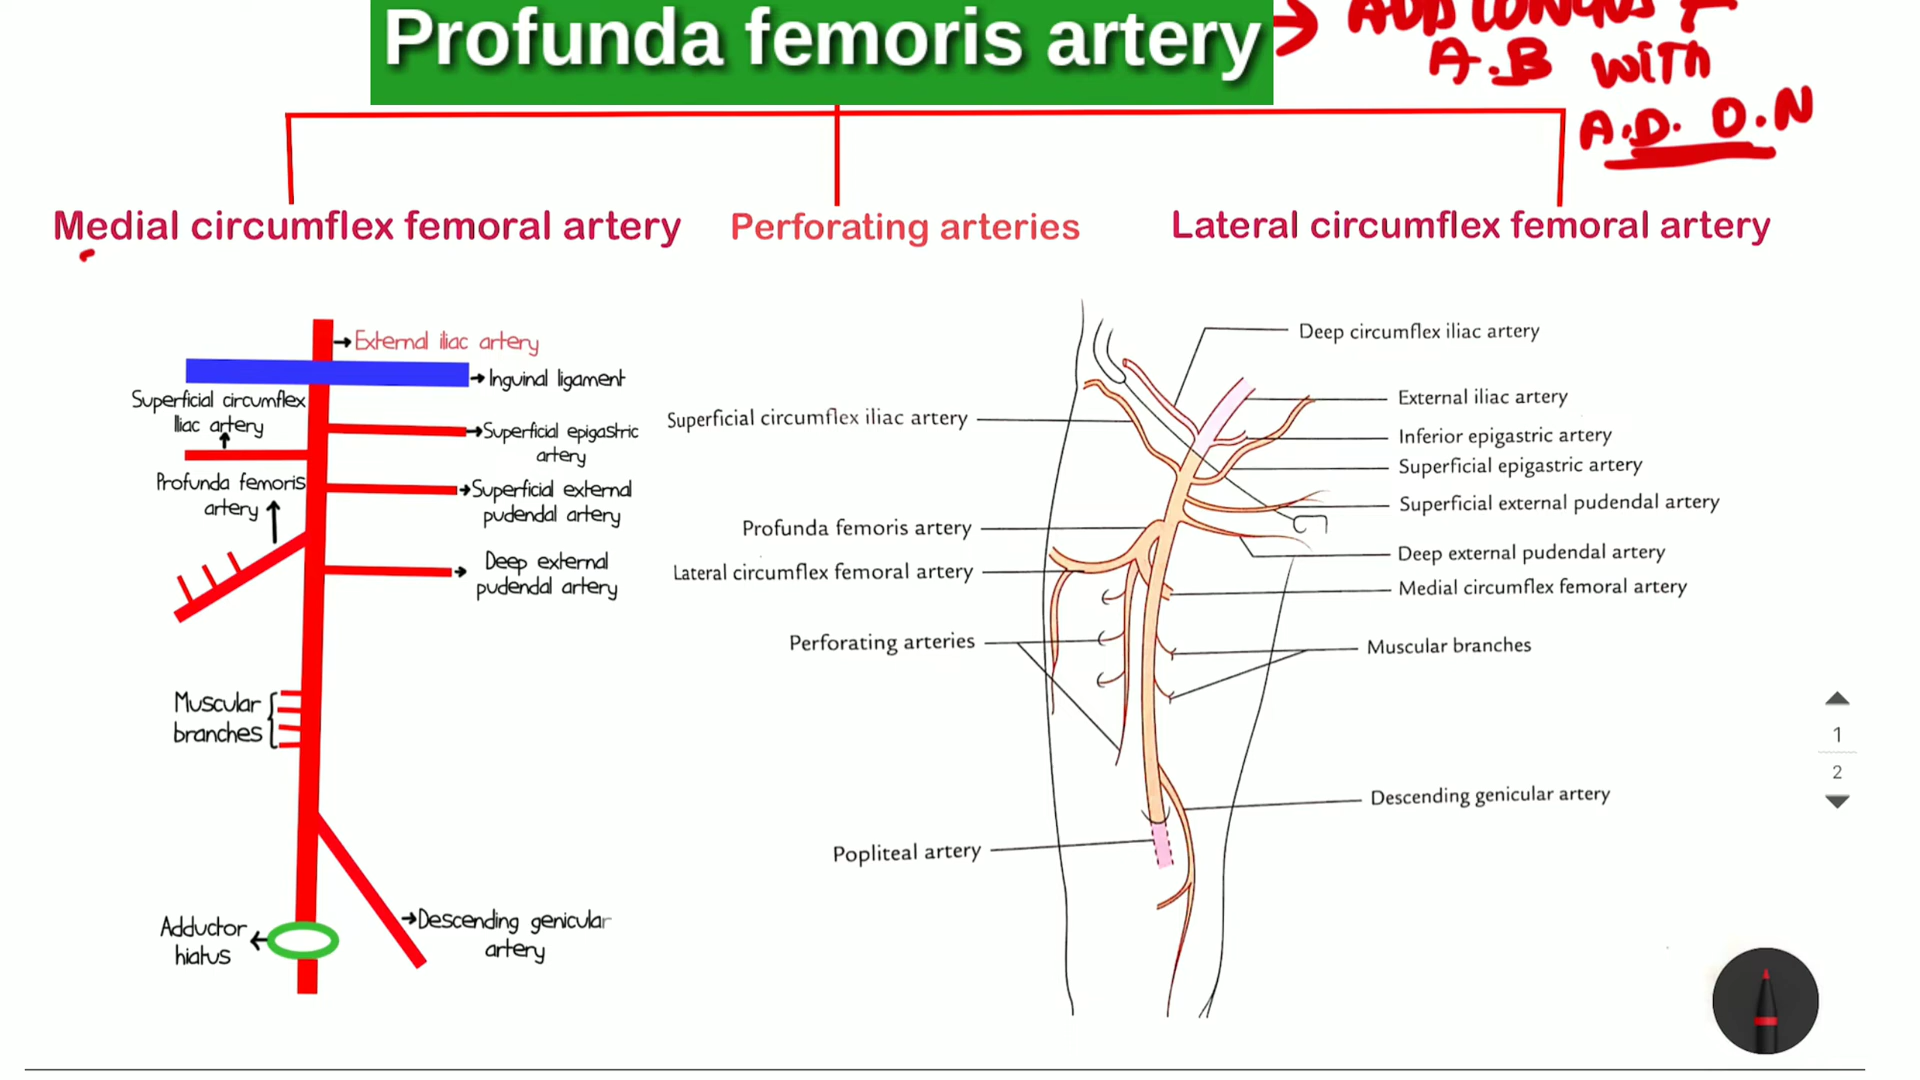 Profunda femoris artery
ADD LONGUS
A.B WITH
A.D. O.N
Medial circumflex femoral artery
Perforating arteries
Lateral circumflex femoral artery
External iliac artery
Inguinal ligament
Superficial circumflex
Iliac artery
Superficial epigastric
artery
Profunda femoris
artery
Superficial external
pudendal artery
Deep external
pudendal artery
Muscular
branches
Adductor
hiatus
Descending genicular
artery
Deep circumflex iliac artery
External iliac artery
Superficial circumflex iliac artery
Inferior epigastric artery
Superficial epigastric artery
Superficial external pudendal artery
Profunda femoris artery
Deep external pudendal artery
Lateral circumflex femoral artery
Medial circumflex femoral artery
Perforating arteries
Muscular branches
Descending genicular artery
Popliteal artery
1
2